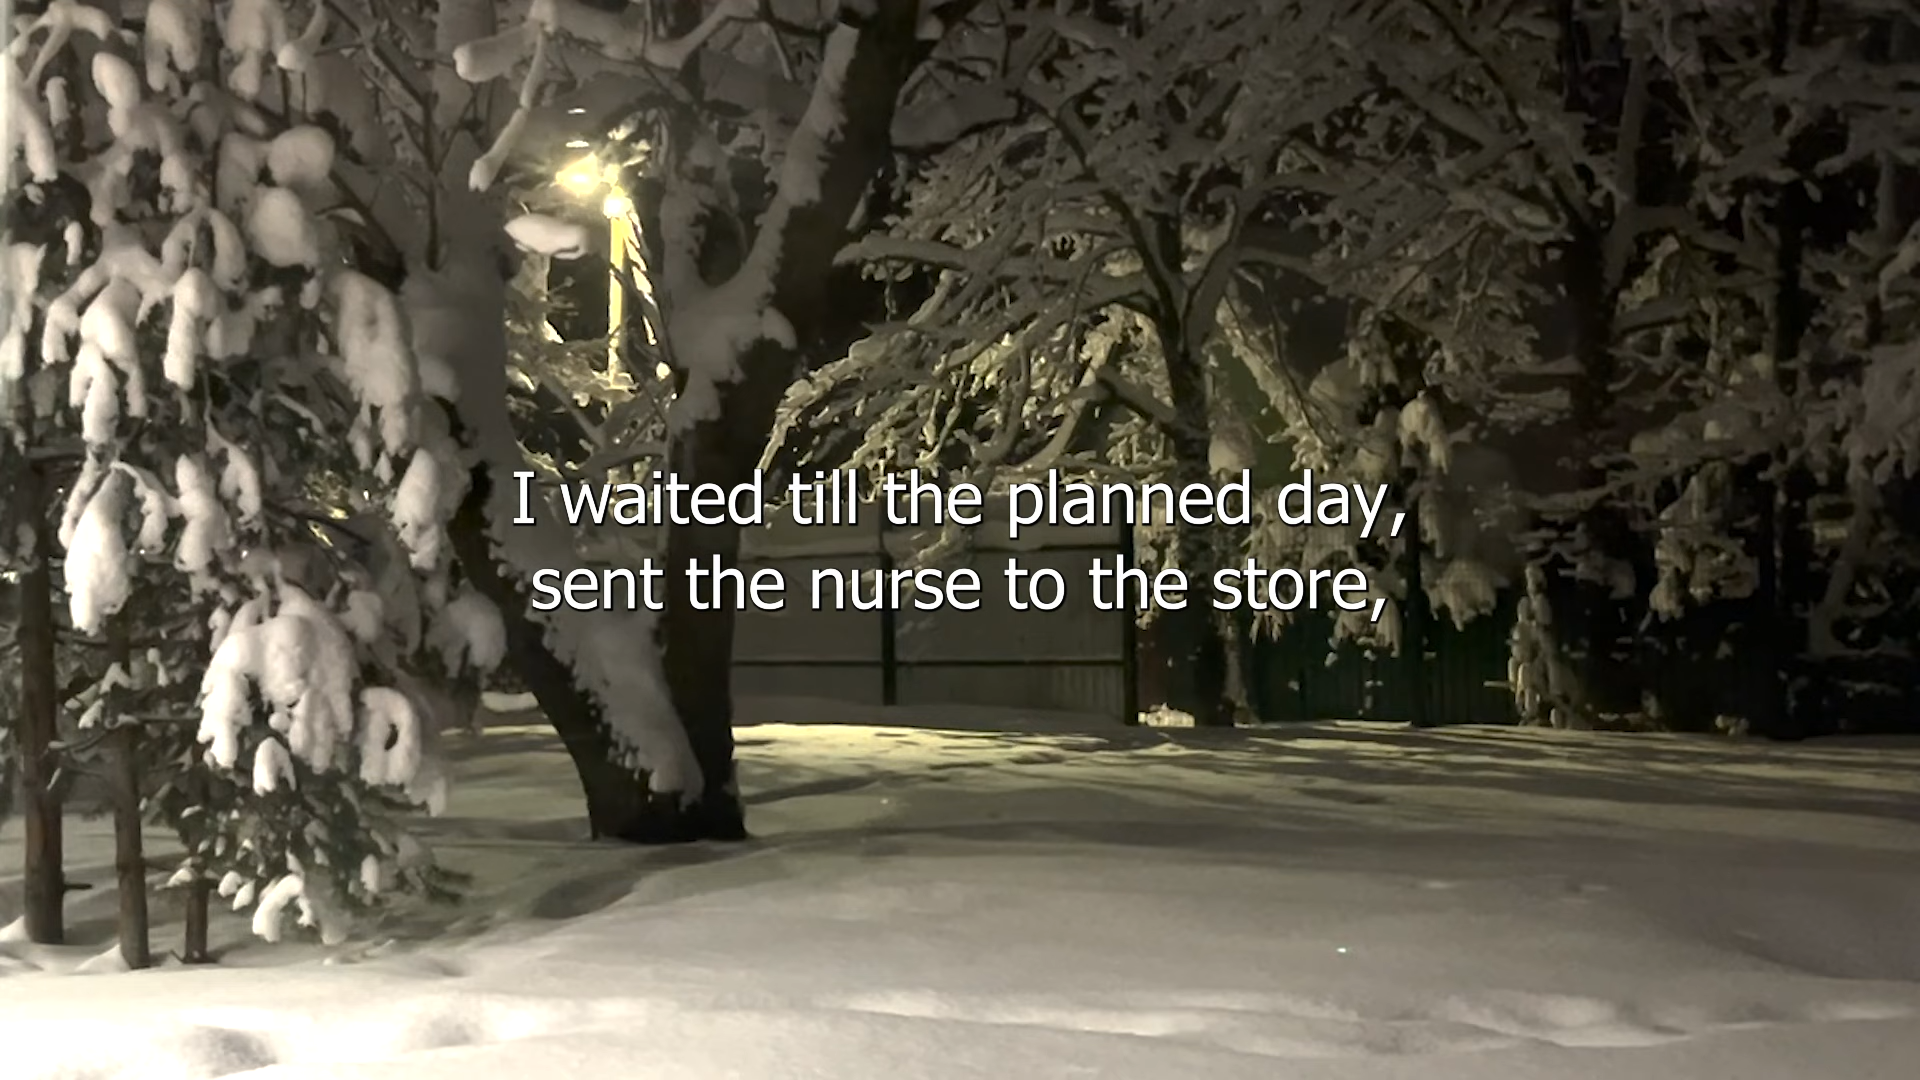 I waited till the planned day,
sent the nurse to the store,